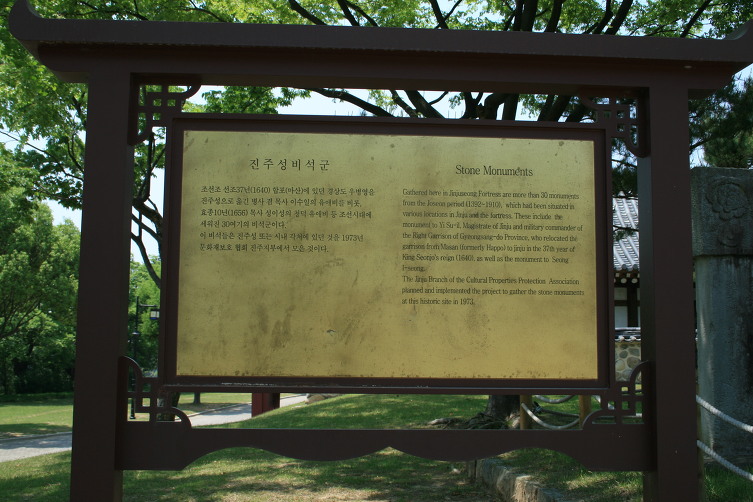 진주성비석군
조선조 선조37년(1640) 합포(마산)에 있던 경상도 우병영을
진주성으로 옮긴 병사 겸 목사 이수일의 유애비를 비롯,
효종10년(1656) 목사 성이성의 청덕 유애비 등 조선시대에
세워진 30여기의 비석군이다.
이 비석들은 진주성 또는 시내 각처에 있던 것을 1973년
문화재보호 협회 진주지부에서 모은 것이다.
Stone Monuments
Gathered here in Jinjuseong Fortress are more than 30 monuments
from the Joseon period (1392~1910), which had been situated in
various locations in Jinju and the fortress. These include the
monument to Yi Su-il, Magistrate of Jinju and military commander of
the Right Garrison of Gyeongsang-do Province, who relocated the
garrison from Masan (formerly Happo) to Jinju in the 37th year of
King Seonjo's reign (1640), as well as the monument to Seong
I-seong.
The Jinju Branch of the Cultural Properties Protection Association
planned and implemented the project to gather the stone monuments
at this historic site in 1973.